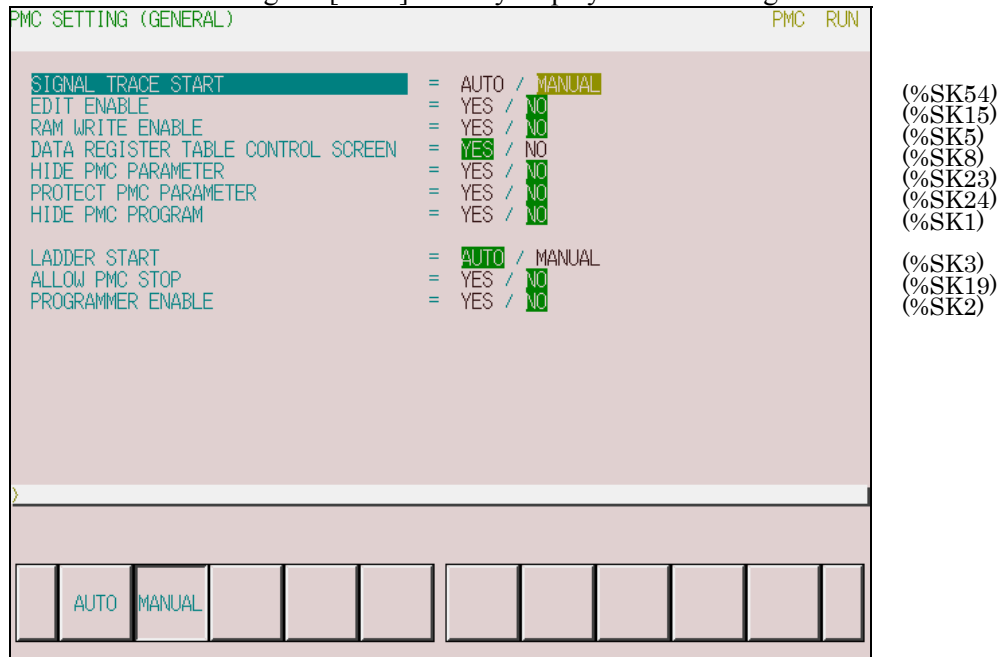 PMC SETTING (GENERAL) PMC RUN
SIGNAL TRACE START = AUTO / MANUAL (%SK54)
EDIT ENABLE = YES / NO (%SK15)
RAM WRITE ENABLE = YES / NO (%SK5)
DATA REGISTER TABLE CONTROL SCREEN = YES / NO (%SK8)
HIDE PMC PARAMETER = YES / NO (%SK23)
PROTECT PMC PARAMETER = YES / NO (%SK24)
HIDE PMC PROGRAM = YES / NO (%SK1)
LADDER START = AUTO / MANUAL (%SK3)
ALLOW PMC STOP = YES / NO (%SK19)
PROGRAMMER ENABLE = YES / NO (%SK2)
)
AUTO MANUAL